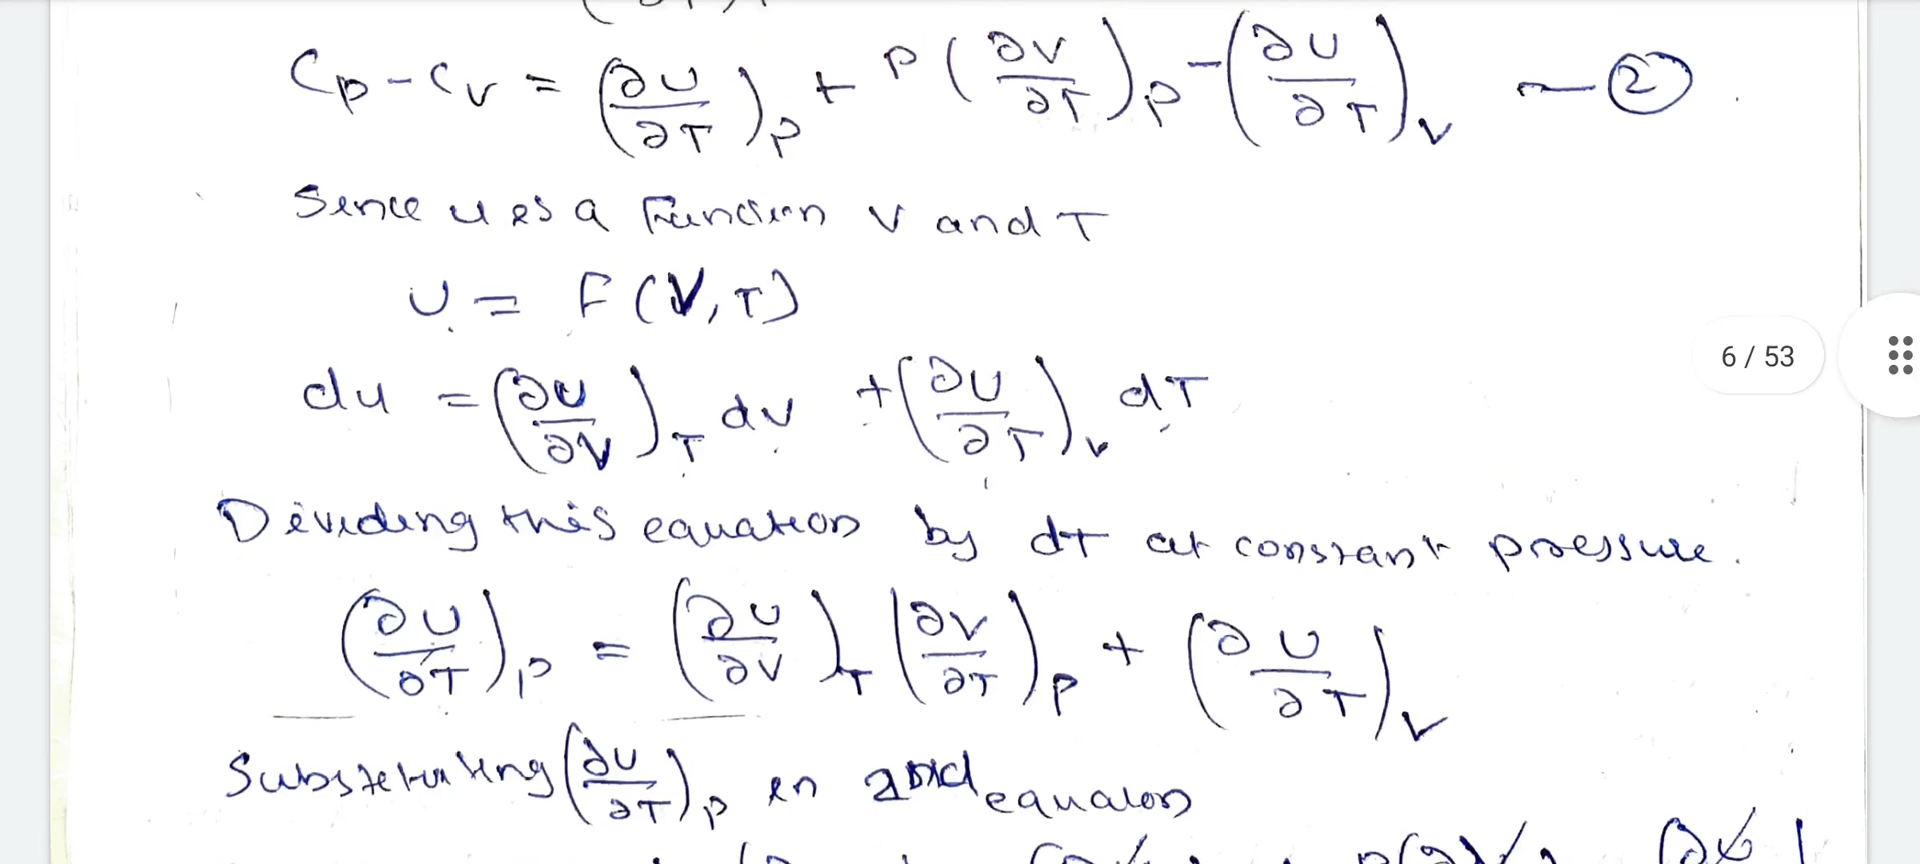 Cp - Cv = (∂U/∂T)p + P(∂V/∂T)p - (∂U/∂T)v — ②
Since u is a Function V and T
U = F(V,T)
du = (∂U/∂V)T dv + (∂U/∂T)v dT
Dividing this equation by dT at constant pressure.
6 / 53
(∂U/∂T)p = (∂U/∂V)T (∂V/∂T)p + (∂U/∂T)v
Substituting (∂U/∂T)p in 2nd equation